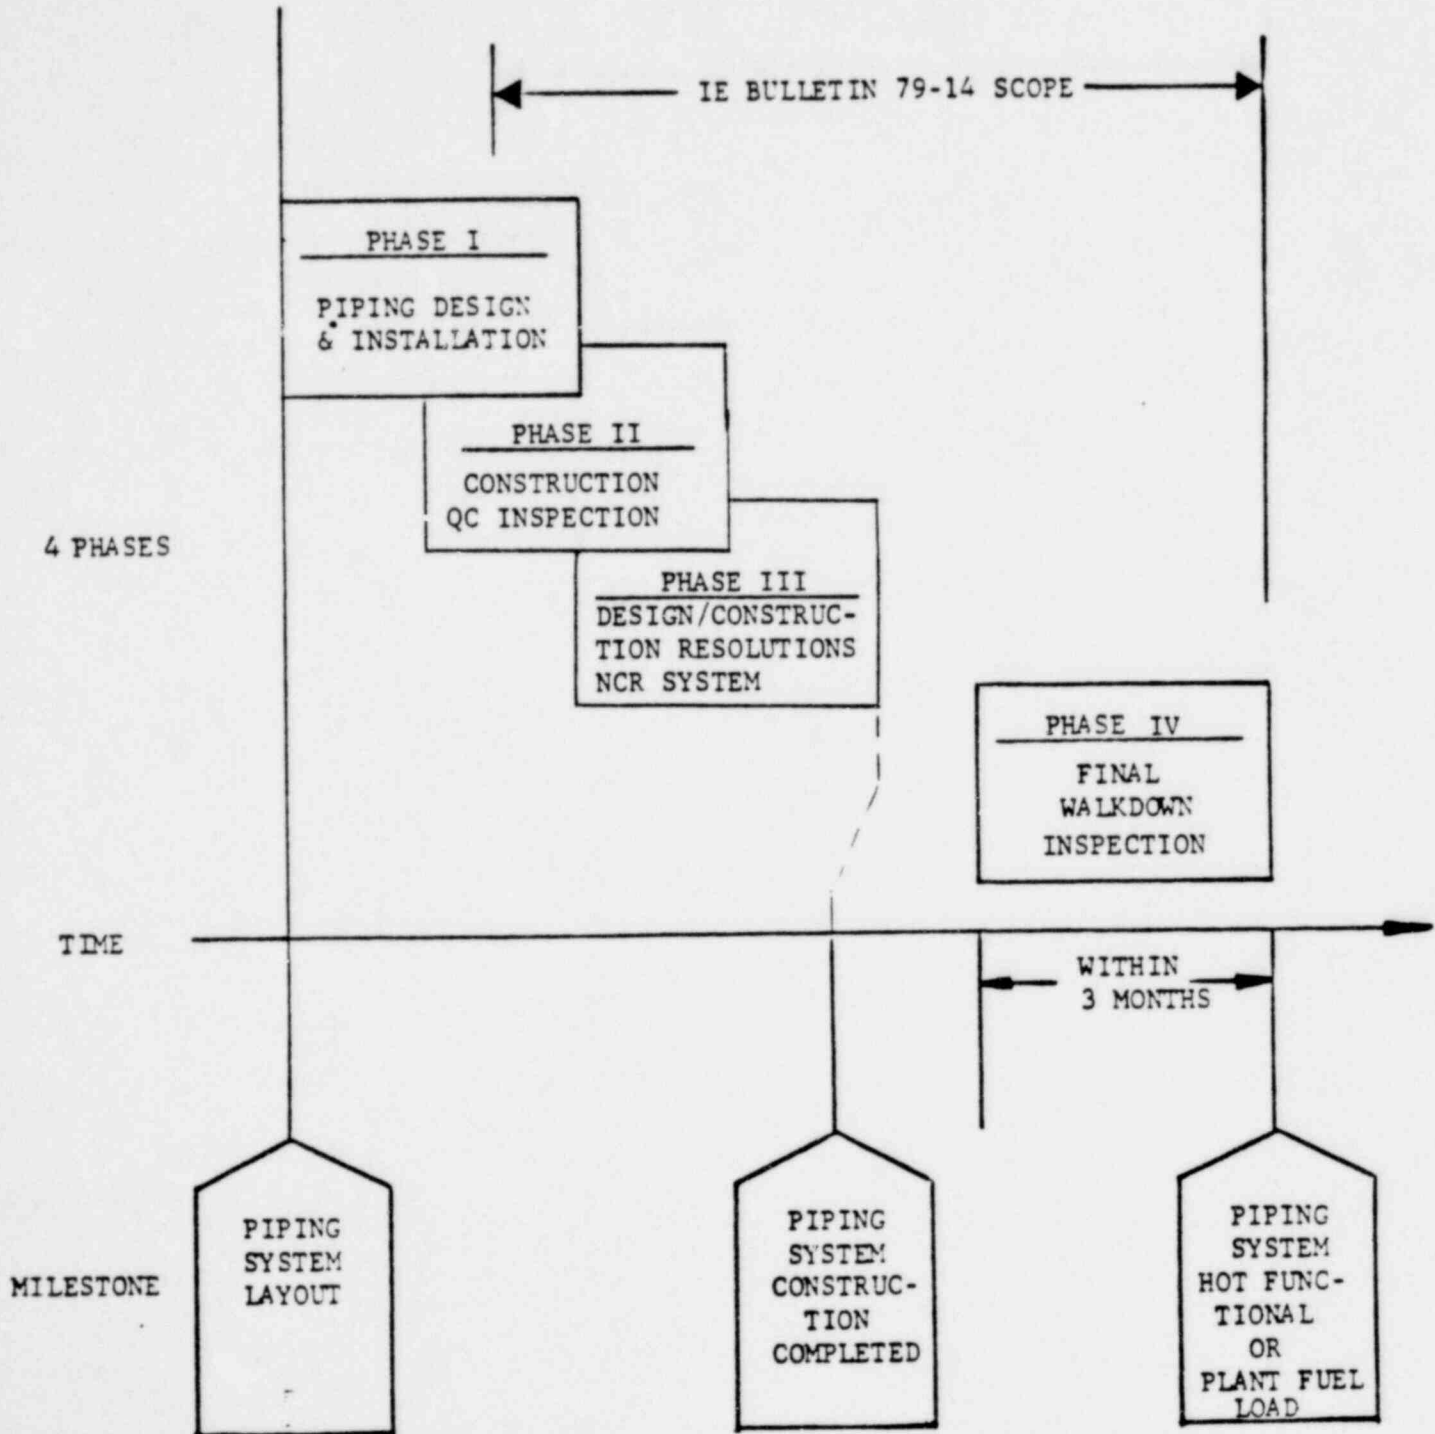 IE BULLETIN 79-14 SCOPE
PHASE I
PIPING DESIGN
& INSTALLATION
PHASE II
CONSTRUCTION
QC INSPECTION
4 PHASES
PHASE III
DESIGN/CONSTRUC-
TION RESOLUTIONS
NCR SYSTEM
PHASE IV
FINAL
WALKDOWN
INSPECTION
TIME
WITHIN
3 MONTHS
MILESTONE
PIPING
SYSTEM
LAYOUT
PIPING
SYSTEM
CONSTRUC-
TION
COMPLETED
PIPING
SYSTEM
HOT FUNC-
TIONAL
OR
PLANT FUEL
LOAD